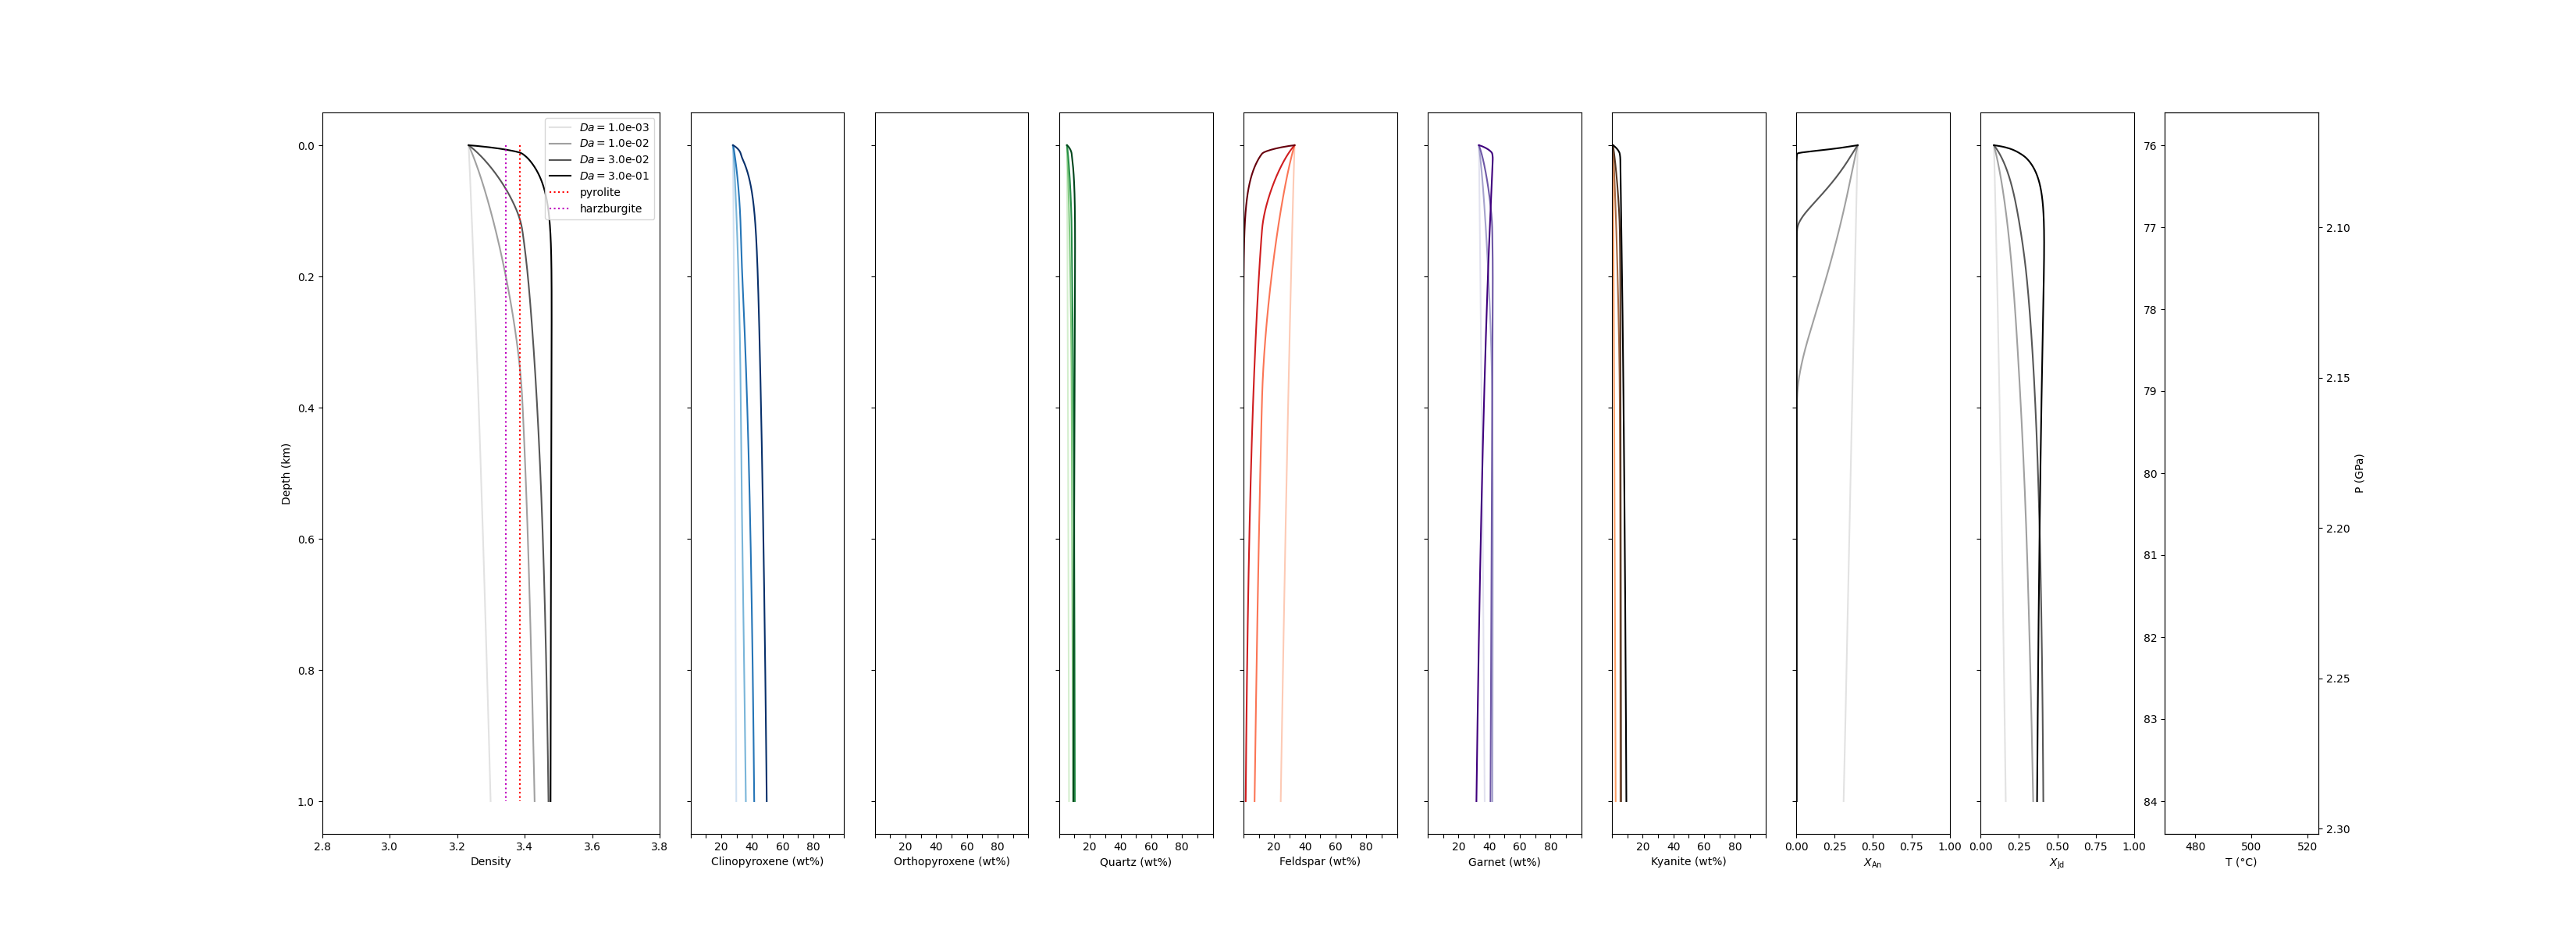 Da = 1.0e-03
Da = 1.0e-02
Da = 3.0e-02
Da = 3.0e-01
pyrolite
harzburgite
Depth (km)
0.0
0.2
0.4
0.6
0.8
1.0
2.8 3.0 3.2 3.4 3.6 3.8
Density
20 40 60 80
Clinopyroxene (wt%)
20 40 60 80
Orthopyroxene (wt%)
20 40 60 80
Quartz (wt%)
20 40 60 80
Feldspar (wt%)
20 40 60 80
Garnet (wt%)
20 40 60 80
Kyanite (wt%)
0.00 0.25 0.50 0.75 1.00
X_An
0.00 0.25 0.50 0.75 1.00
X_Jd
76
77
78
79
80
81
82
83
84
480 500 520
T (°C)
2.10
2.15
2.20
2.25
2.30
P (GPa)